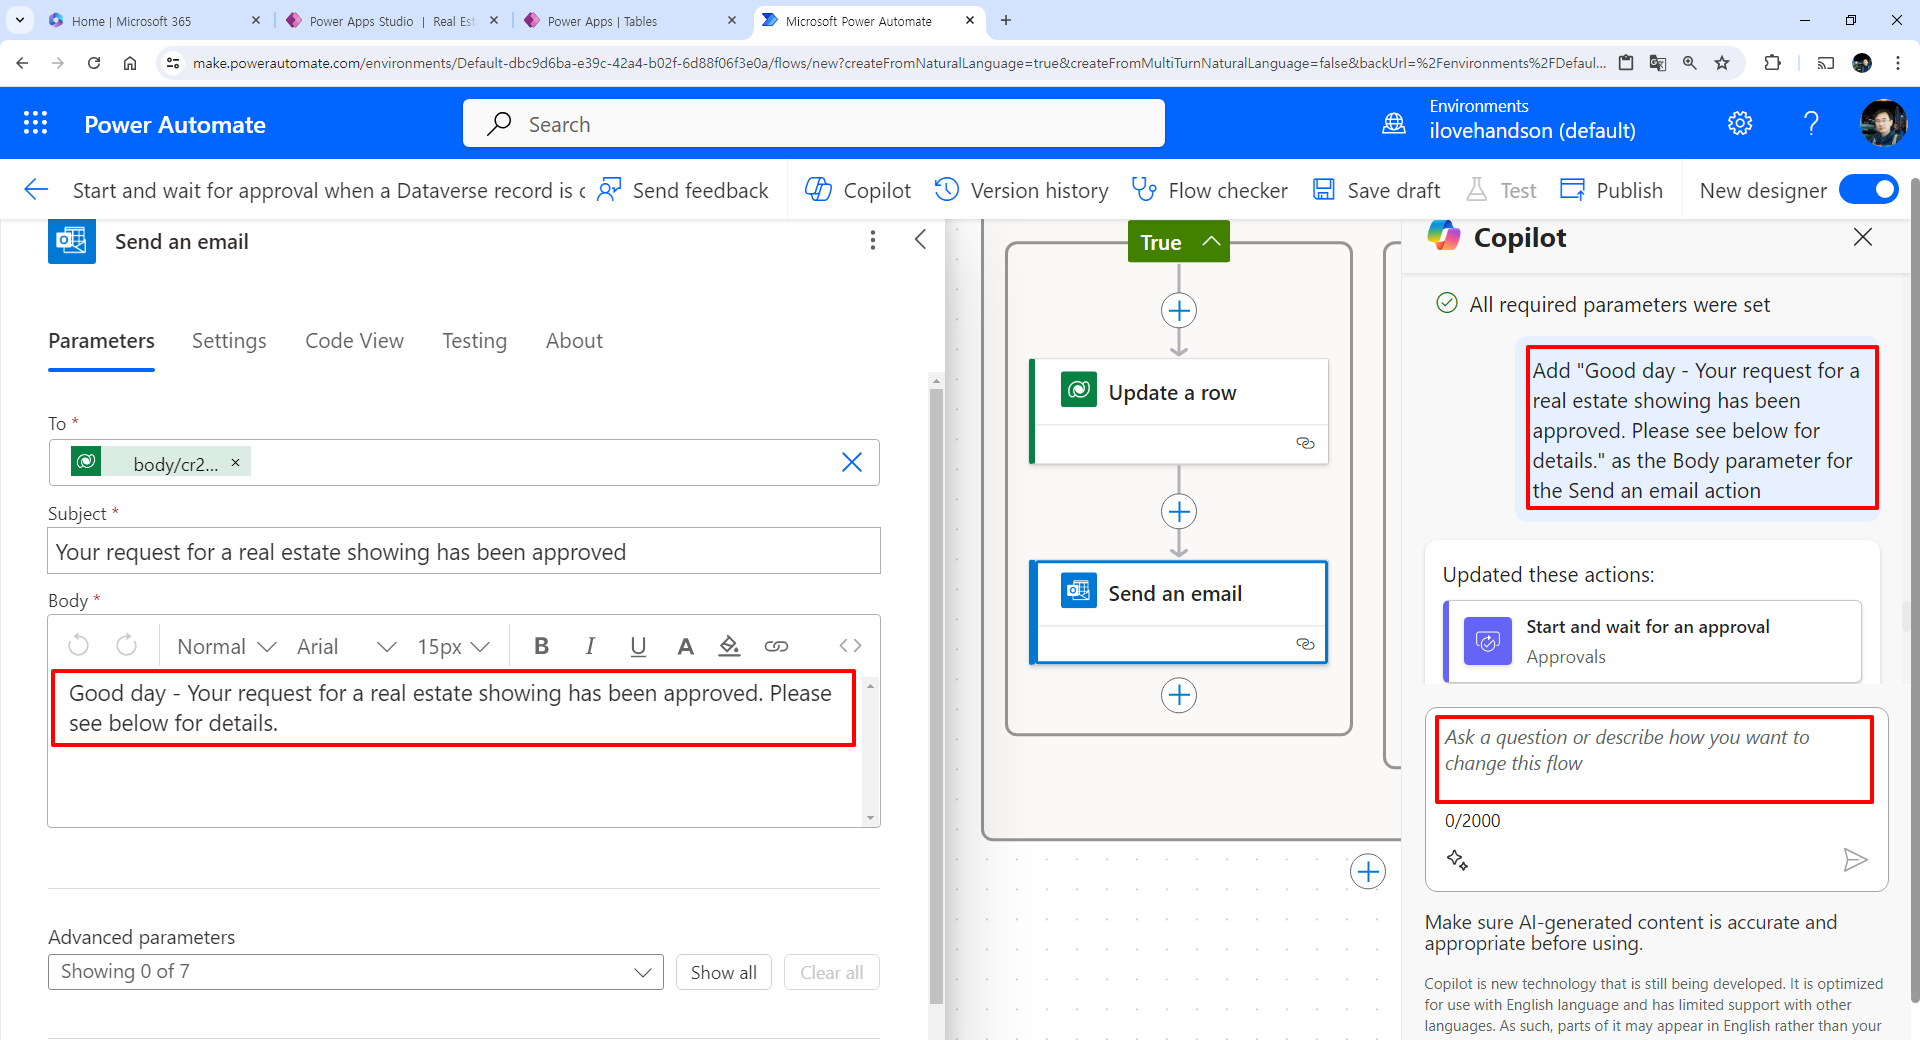 Home | Microsoft 365
Power Apps Studio | Real Est
Power Apps | Tables
Microsoft Power Automate
make.powerautomate.com/environments/Default-dbc9d6ba-e39c-42a4-b02f-6d88f06f3e0a/flows/new?createFromNaturalLanguage=true&createFromMultiTurnNaturalLanguage=false&backUrl=%2Fenvironments%2FDefaul...
Power Automate
Search
Environments
ilovehandson (default)
Start and wait for approval when a Dataverse record is c
Send feedback
Copilot
Version history
Flow checker
Save draft
Test
Publish
New designer
Send an email
Parameters
Settings
Code View
Testing
About
To *
body/cr2...
Subject *
Your request for a real estate showing has been approved
Body *
Normal
Arial
15px
B
I
U
A
Good day - Your request for a real estate showing has been approved. Please
see below for details.
Advanced parameters
Showing 0 of 7
Show all
Clear all
True
Update a row
Send an email
Copilot
All required parameters were set
Add "Good day - Your request for a
real estate showing has been
approved. Please see below for
details." as the Body parameter for
the Send an email action
Updated these actions:
Start and wait for an approval
Approvals
Ask a question or describe how you want to
change this flow
0/2000
Make sure AI-generated content is accurate and
appropriate before using.
Copilot is new technology that is still being developed. It is optimized
for use with English language and has limited support with other
languages. As such, parts of it may appear in English rather than your